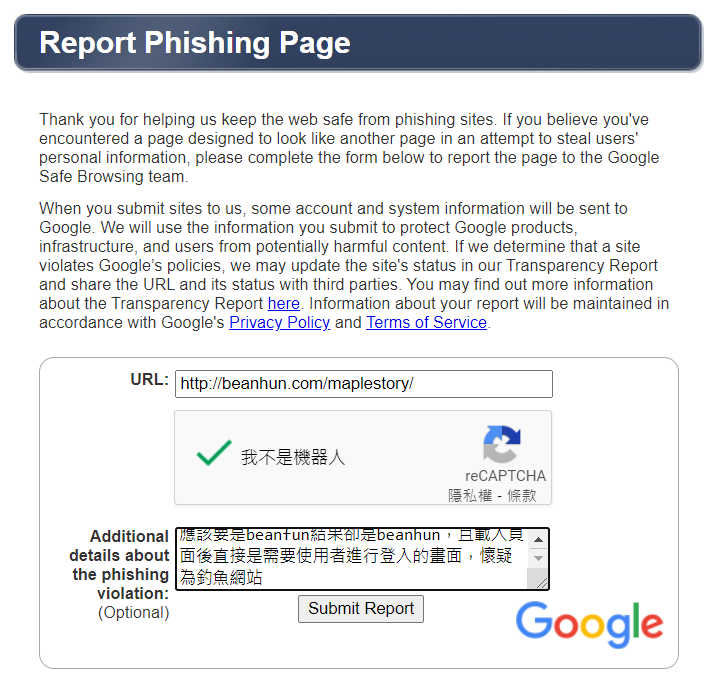 Report Phishing Page
Thank you for helping us keep the web safe from phishing sites. If you believe you've
encountered a page designed to look like another page in an attempt to steal users'
personal information, please complete the form below to report the page to the Google
Safe Browsing team.
When you submit sites to us, some account and system information will be sent to
Google. We will use the information you submit to protect Google products,
infrastructure, and users from potentially harmful content. If we determine that a site
violates Google’s policies, we may update the site's status in our Transparency Report
and share the URL and its status with third parties. You may find out more information
about the Transparency Report here. Information about your report will be maintained in
accordance with Google's Privacy Policy and Terms of Service.
URL: http://beanhun.com/maplestory/
我不是機器人
reCAPTCHA
隱私權 - 條款
Additional
details about
the phishing
violation:
(Optional)
應該要是beanfun結果卻是beanhun，且載入頁
面後直接是需要使用者進行登入的畫面，懷疑
為釣魚網站
Submit Report
Google